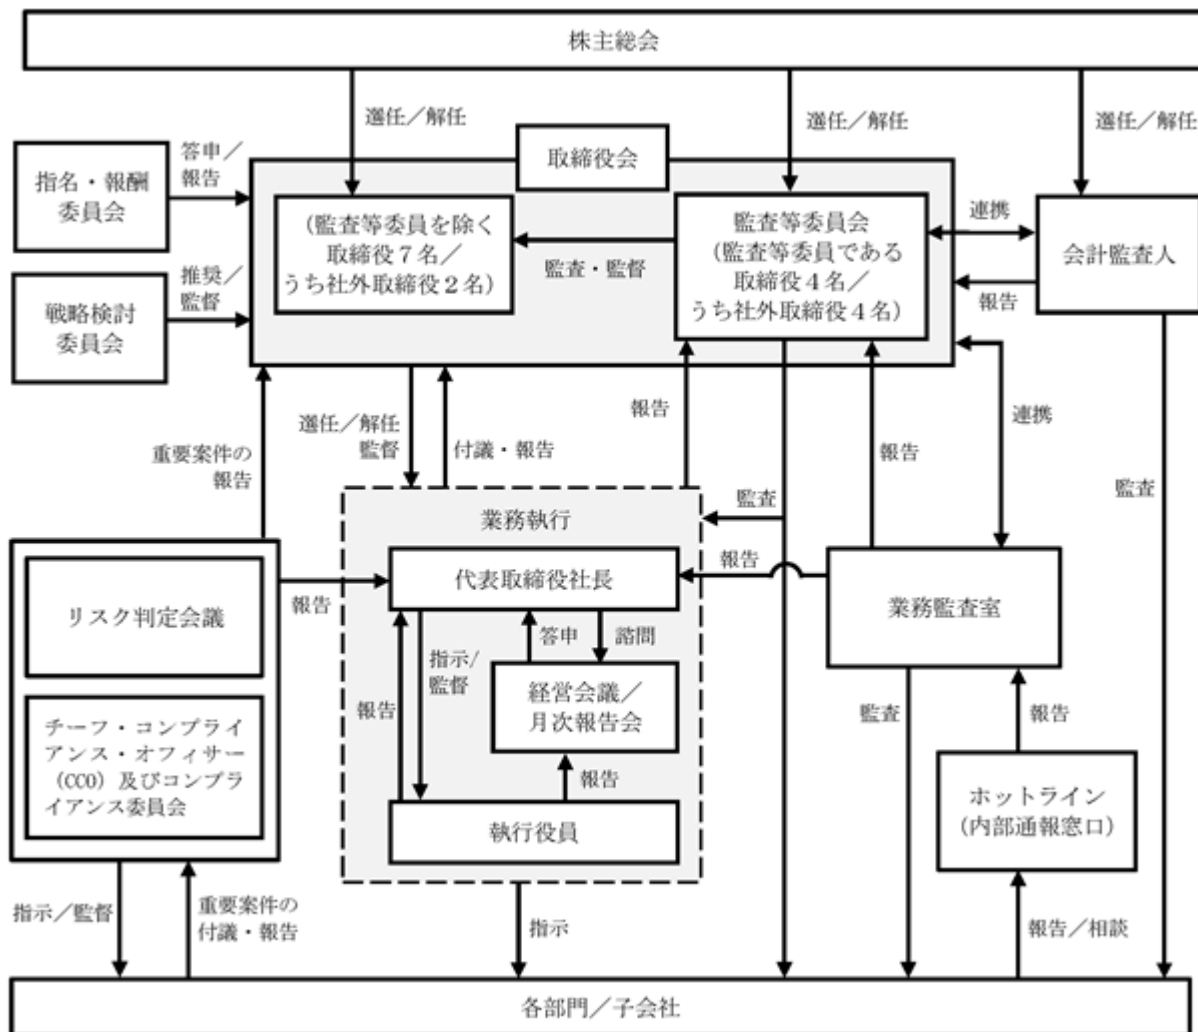 株主総会
選任／解任
選任／解任
選任／解任
取締役会
答申／
報告
指名・報酬
委員会
（監査等委員を除く
取締役７名／
うち社外取締役２名）
監査等委員会
（監査等委員である
取締役４名／
うち社外取締役４名）
監査・監督
連携
報告
会計監査人
推奨／
監督
戦略検討
委員会
重要案件の
報告
選任／解任
監督
付議・報告
報告
報告
連携
監査
監査
業務執行
代表取締役社長
報告
報告
業務監査室
リスク判定会議
チーフ・コンプライ
アンス・オフィサー
（CCO）及びコンプラ
イアンス委員会
報告
指示/
監督
答申
諮問
経営会議／
月次報告会
報告
執行役員
監査
報告
ホットライン
（内部通報窓口）
指示／監督
重要案件の
付議・報告
指示
報告／相談
各部門／子会社